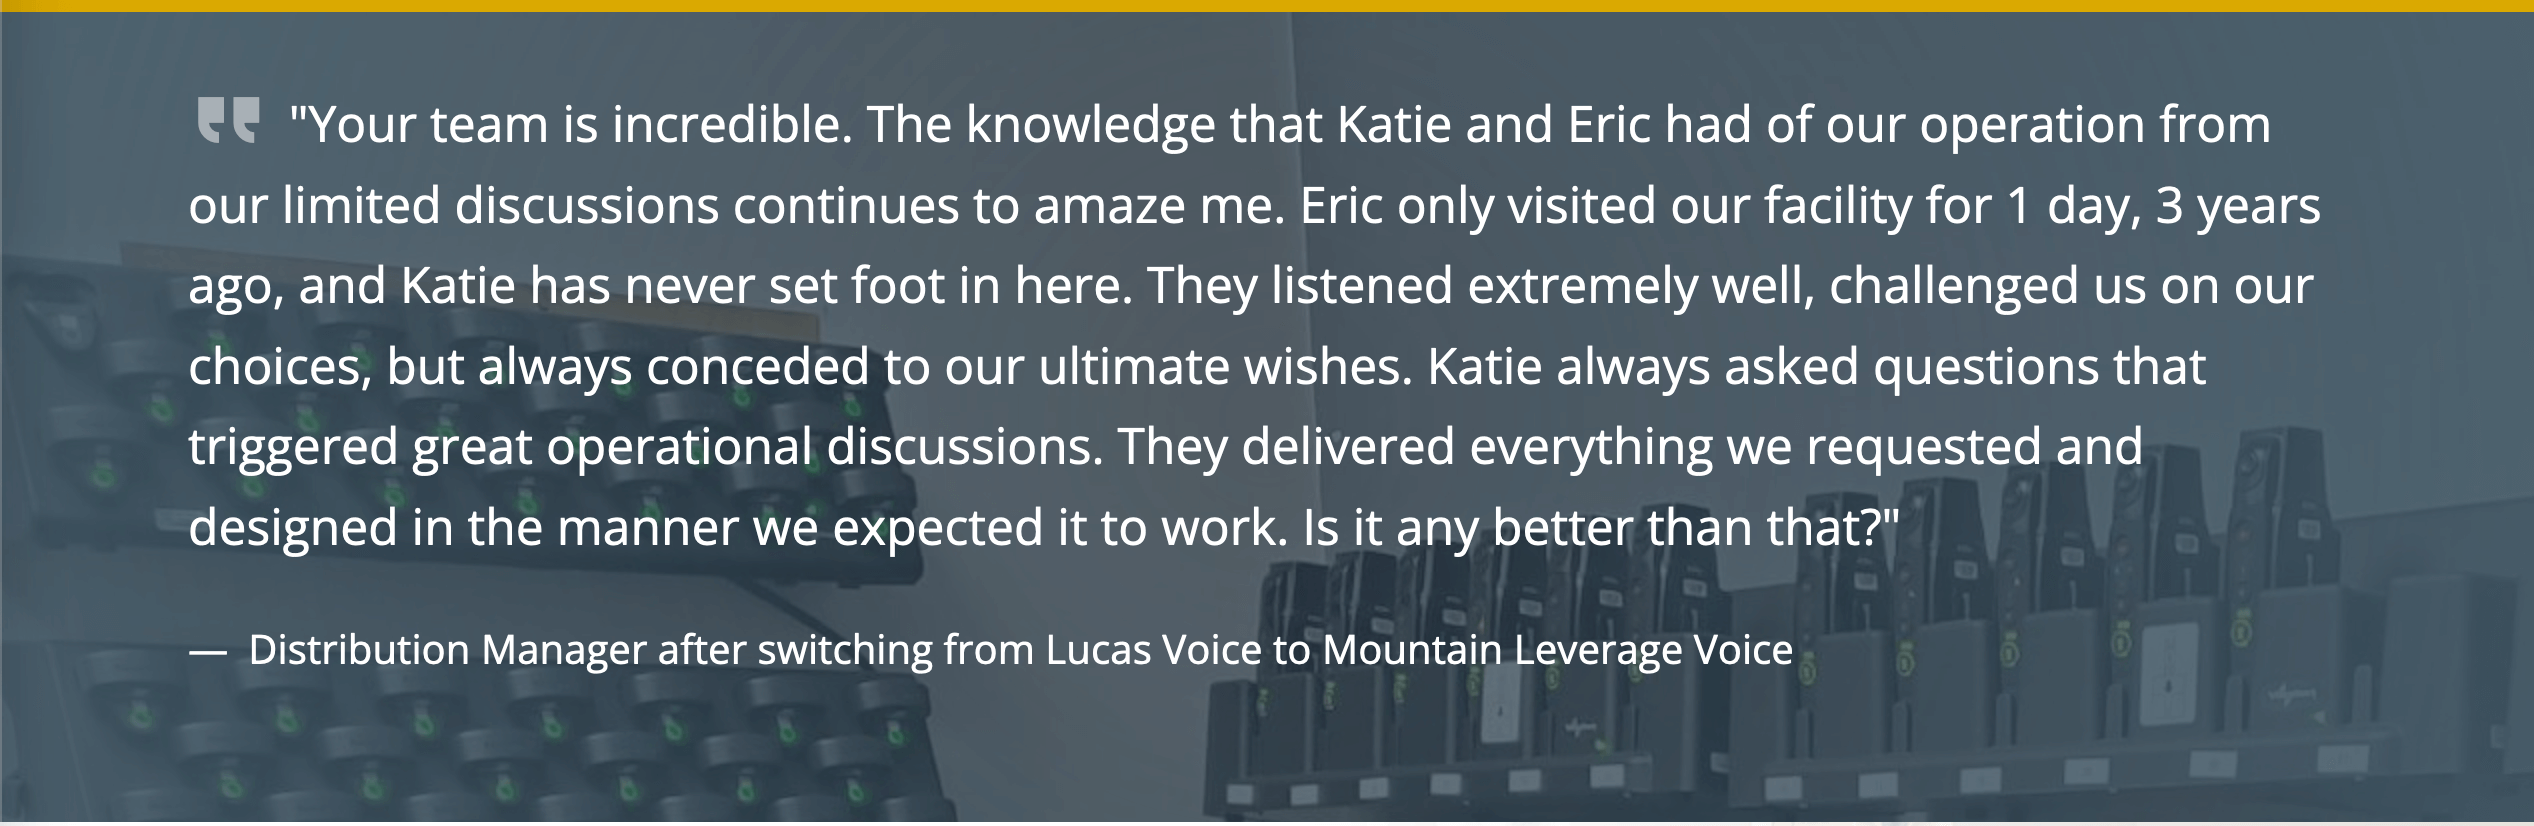 "Your team is incredible. The knowledge that Katie and Eric had of our operation from
our limited discussions continues to amaze me. Eric only visited our facility for 1 day, 3 years
ago, and Katie has never set foot in here. They listened extremely well, challenged us on our
choices, but always conceded to our ultimate wishes. Katie always asked questions that
triggered great operational discussions. They delivered everything we requested and
designed in the manner we expected it to work. Is it any better than that?"
— Distribution Manager after switching from Lucas Voice to Mountain Leverage Voice